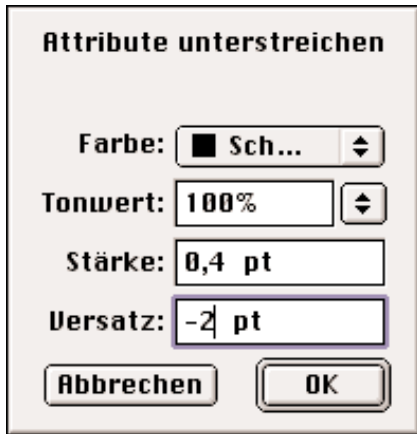 Attribute unterstreichen
Farbe: Sch...
Tonwert: 100%
Stärke: 0,4 pt
Versatz: -2 pt
Abbrechen OK